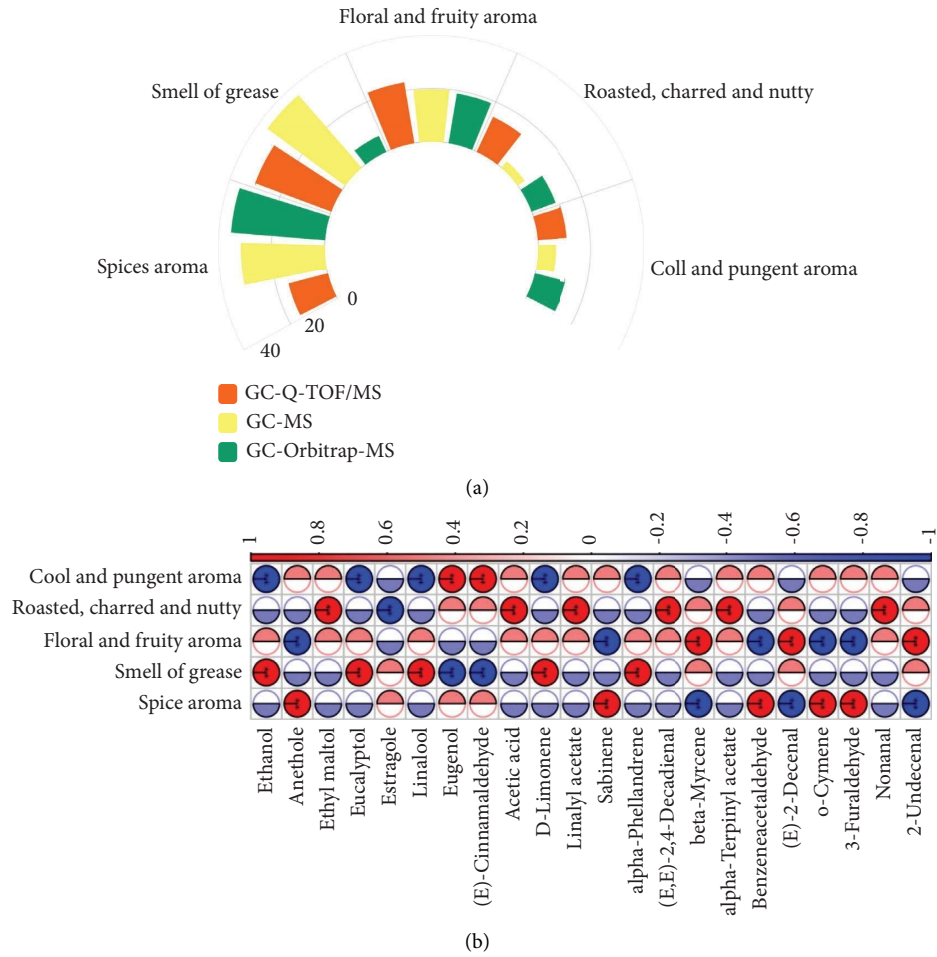 Floral and fruity aroma
Smell of grease
Roasted, charred and nutty
Spices aroma
Coll and pungent aroma
0
20
40
GC-Q-TOF/MS
GC-MS
GC-Orbitrap-MS
(a)
1
0.8
0.6
0.4
0.2
0
-0.2
-0.4
-0.6
-0.8
-1
Cool and pungent aroma
Roasted, charred and nutty
Floral and fruity aroma
Smell of grease
Spice aroma
Ethanol
Anethole
Ethyl maltol
Eucalyptol
Estragole
Linalool
Eugenol
(E)-Cinnamaldehyde
Acetic acid
D-Limonene
Linalyl acetate
Sabinene
alpha-Phellandrene
(E,E)-2,4-Decadienal
beta-Myrcene
alpha-Terpinyl acetate
Benzeneacetaldehyde
(E)-2-Decenal
o-Cymene
3-Furaldehyde
Nonanal
2-Undecenal
(b)